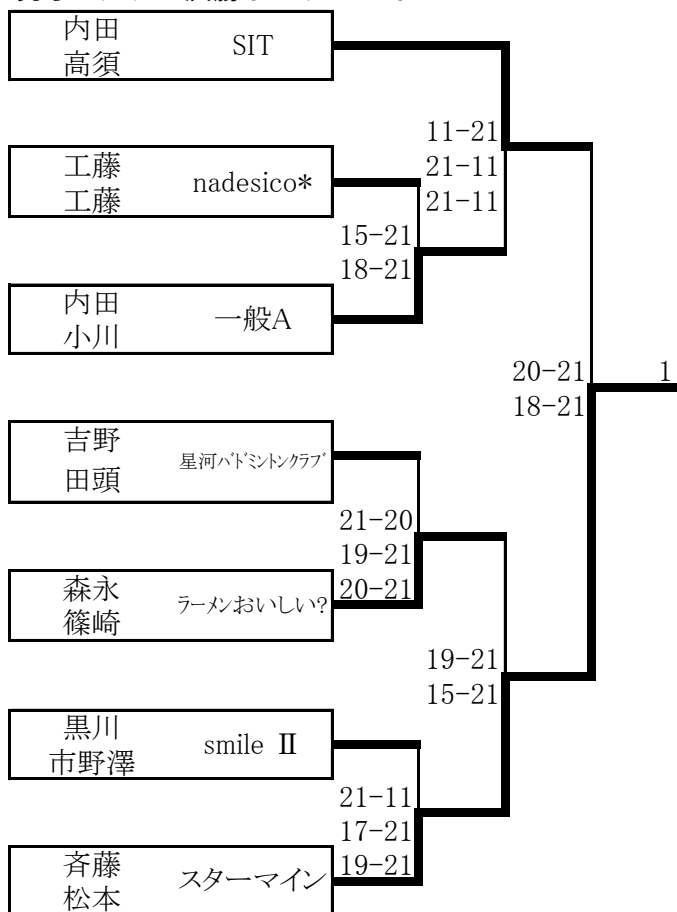 内田
高須
SIT
11-21
21-11
21-11
工藤
工藤
nadesico*
15-21
18-21
内田
小川
一般A
20-21
18-21
1
吉野
田頭
星河バドミントンクラブ
21-20
19-21
20-21
森永
篠崎
ラーメンおいしい?
19-21
15-21
黒川
市野澤
smile Ⅱ
21-11
17-21
19-21
斉藤
松本
スターマイン